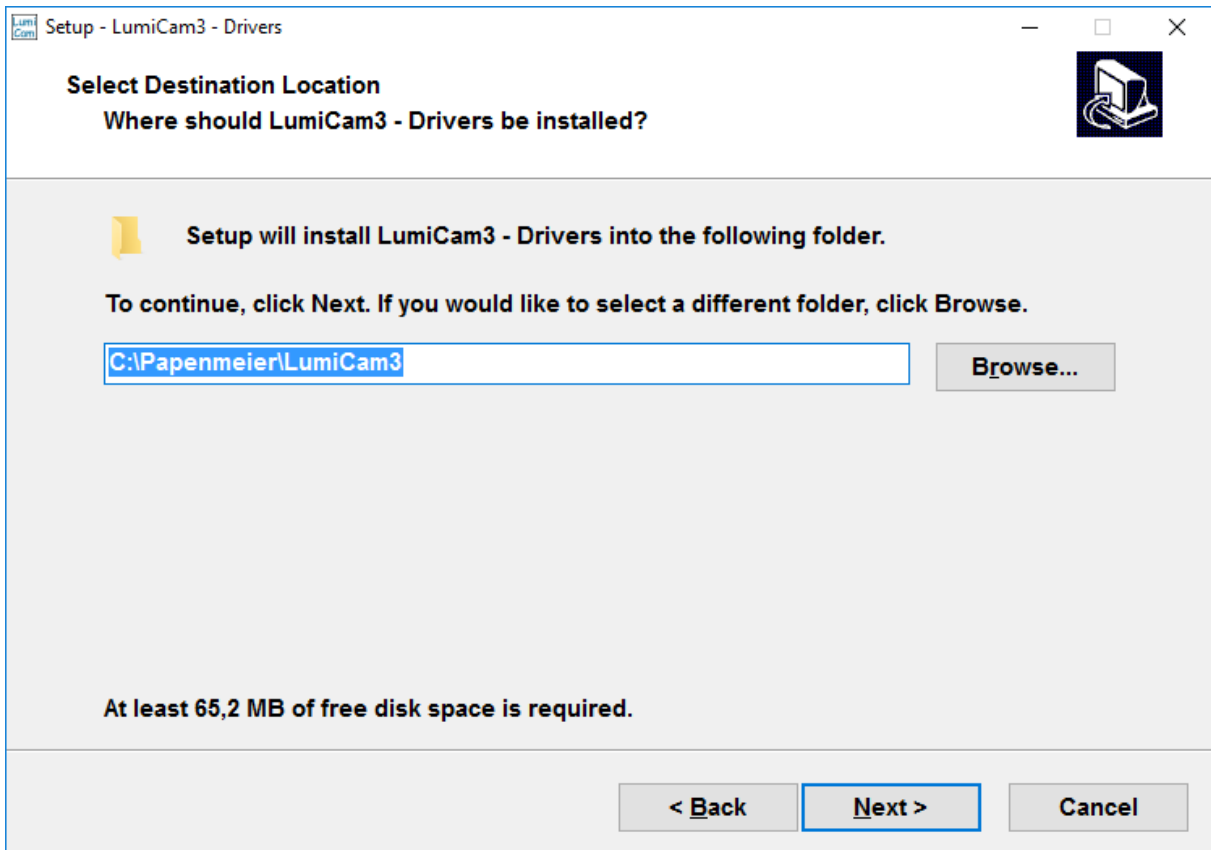 Lumi
Cam
Setup - LumiCam3 - Drivers
Select Destination Location
Where should LumiCam3 - Drivers be installed?
Setup will install LumiCam3 - Drivers into the following folder.
To continue, click Next. If you would like to select a different folder, click Browse.
C:\Papenmeier\LumiCam3
Browse...
At least 65,2 MB of free disk space is required.
< Back
Next >
Cancel